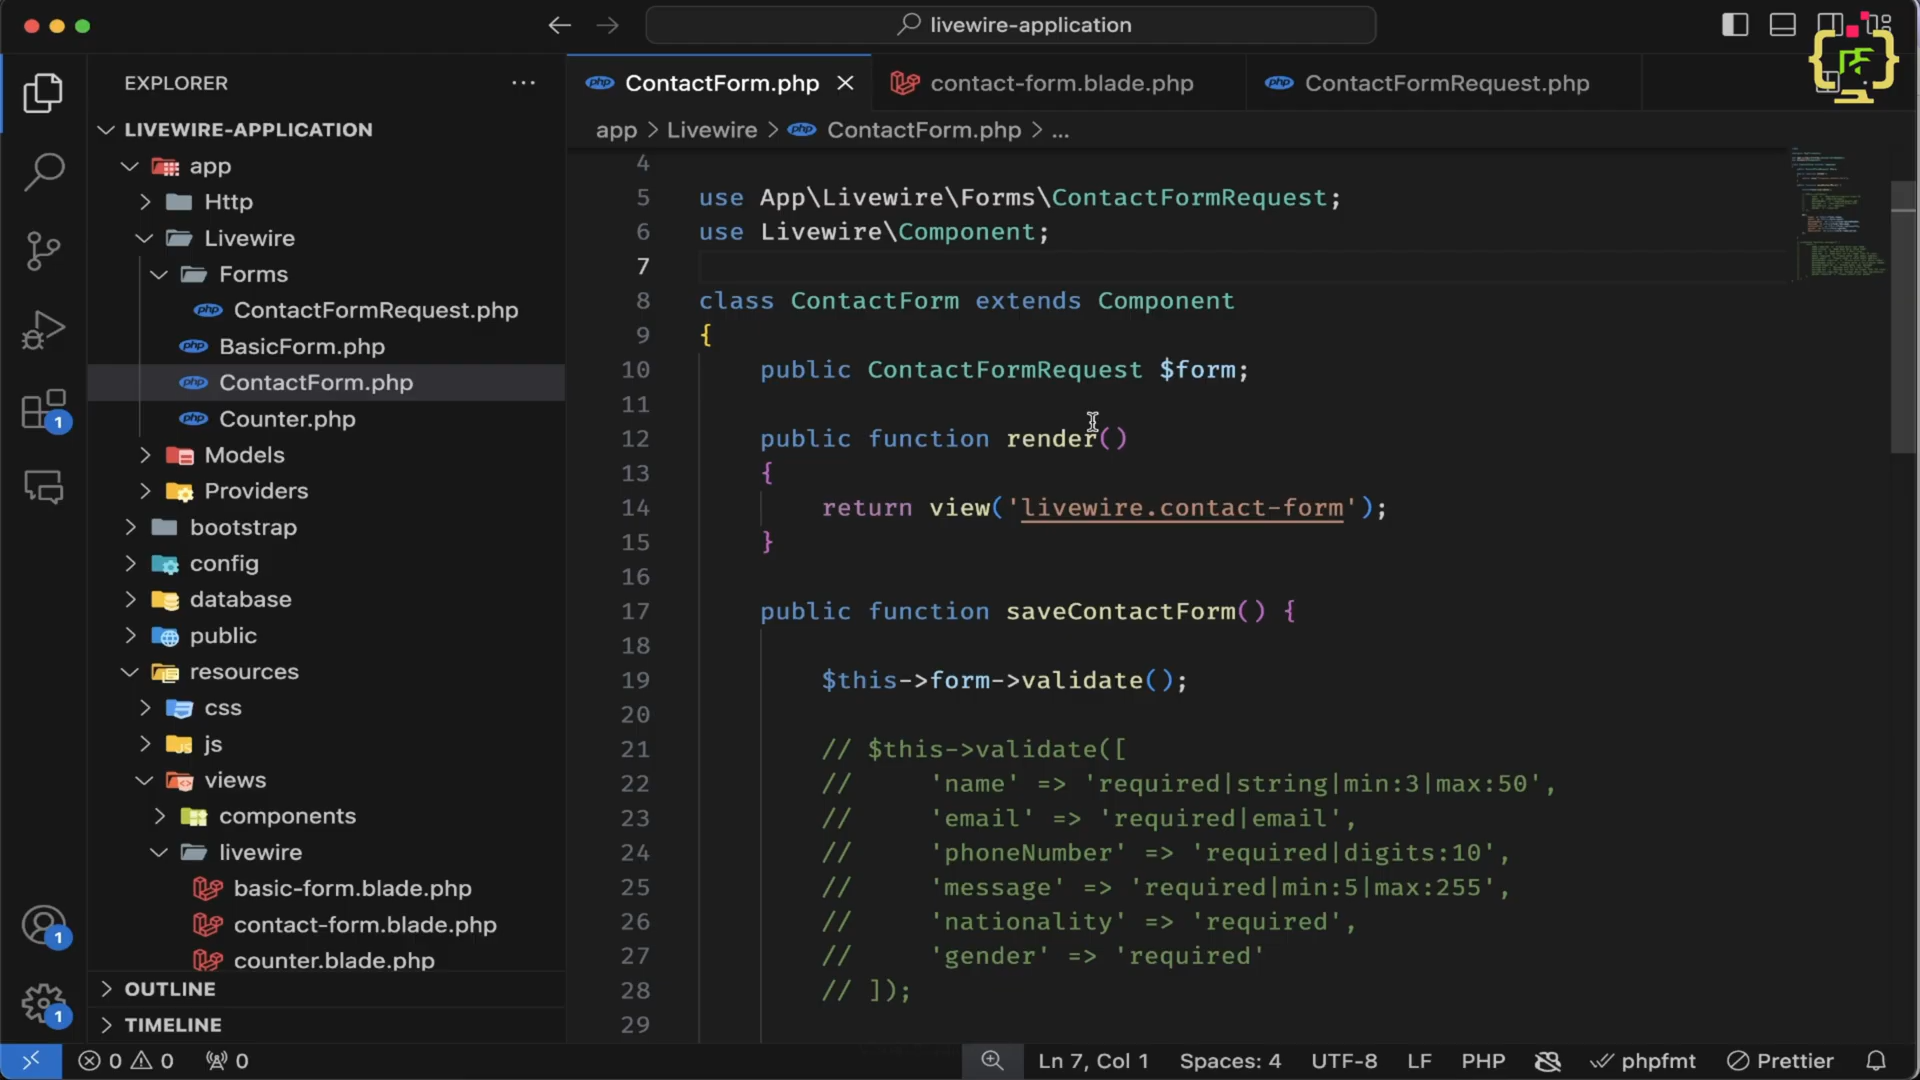 livewire-application
EXPLORER
LIVEWIRE-APPLICATION
app
Http
Livewire
Forms
ContactFormRequest.php
BasicForm.php
ContactForm.php
Counter.php
Models
Providers
bootstrap
config
database
public
resources
css
js
views
components
livewire
basic-form.blade.php
contact-form.blade.php
counter.blade.php
OUTLINE
TIMELINE
1
1
1
ContactForm.php
contact-form.blade.php
ContactFormRequest.php
app > Livewire > ContactForm.php > ...
4
5 use App\Livewire\Forms\ContactFormRequest;
6 use Livewire\Component;
7
8 class ContactForm extends Component
9 {
10 public ContactFormRequest $form;
11
12 public function render()
13 {
14 return view('livewire.contact-form');
15 }
16
17 public function saveContactForm() {
18
19 $this->form->validate();
20
21 // $this->validate([
22 // 'name' => 'required|string|min:3|max:50',
23 // 'email' => 'required|email',
24 // 'phoneNumber' => 'required|digits:10',
25 // 'message' => 'required|min:5|max:255',
26 // 'nationality' => 'required',
27 // 'gender' => 'required'
28 // ]);
29
0 0 0 Ln 7, Col 1 Spaces: 4 UTF-8 LF PHP phpfmt Prettier